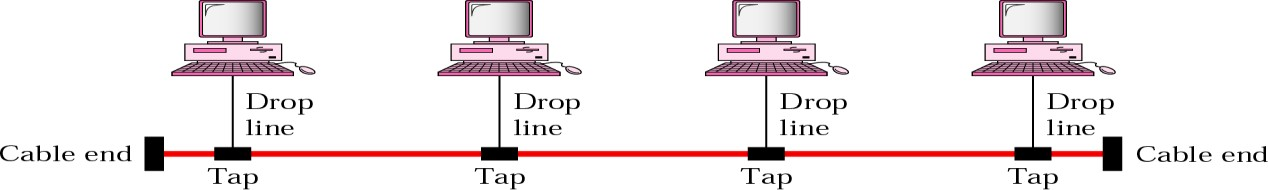 Drop
line
Drop
line
Drop
line
Drop
line
Cable end
Cable end
Tap
Tap
Tap
Tap